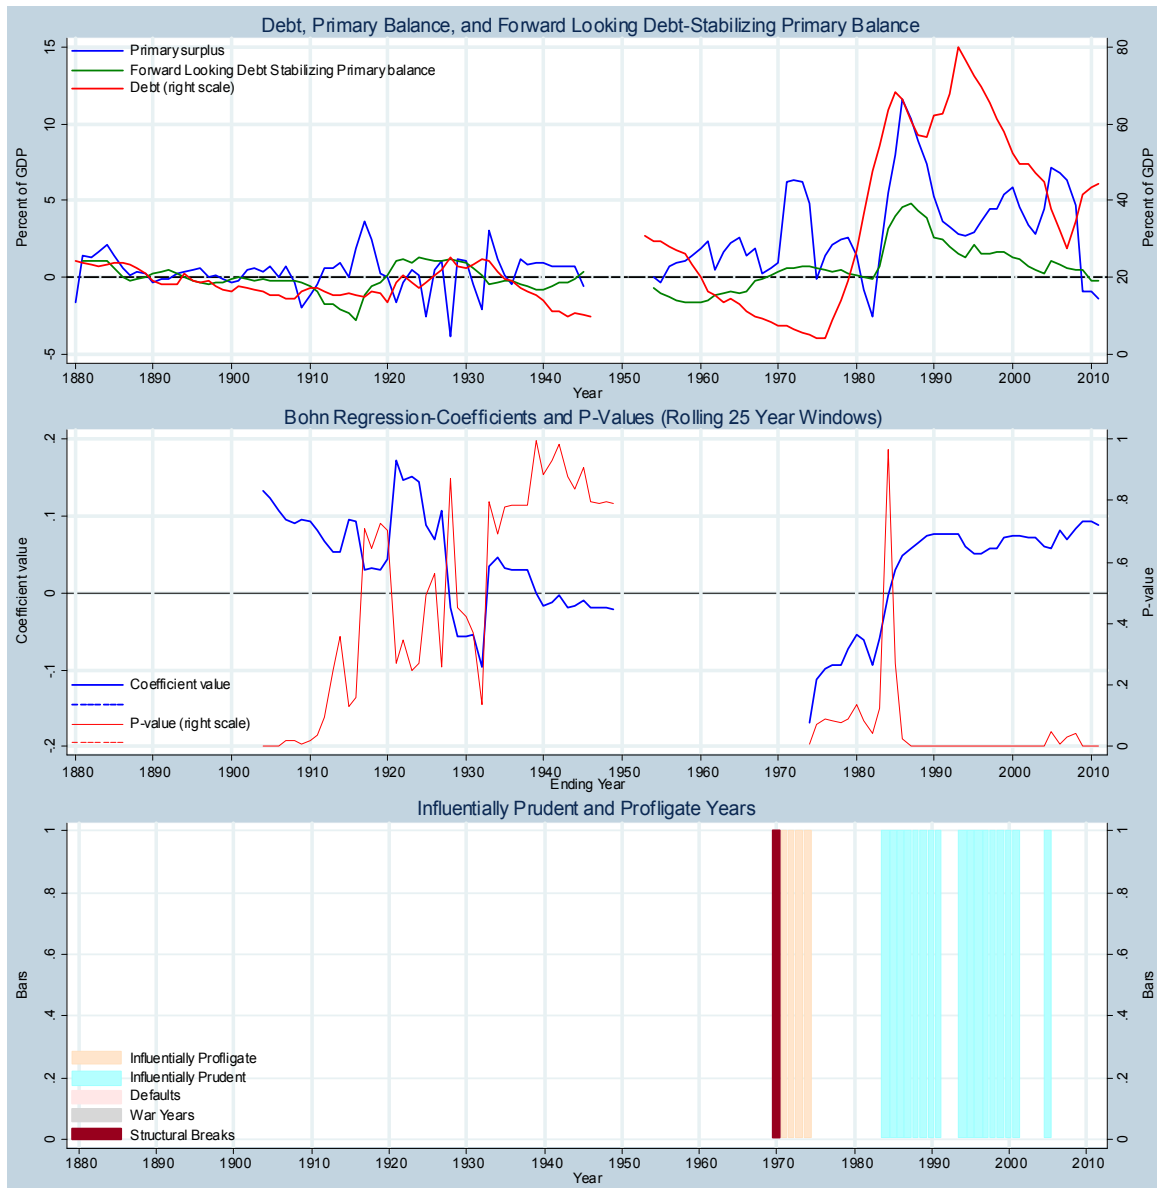 Debt, Primary Balance, and Forward Looking Debt-Stabilizing Primary Balance
Primary surplus
Forward Looking Debt Stabilizing Primary balance
Debt (right scale)
Percent of GDP
15
10
5
0
-5
80
60
40
20
0
Percent of GDP
1880 1890 1900 1910 1920 1930 1940 1950 1960 1970 1980 1990 2000 2010
Year
Bohn Regression-Coefficients and P-Values (Rolling 25 Year Windows)
Coefficient value
.2
.1
0
-.1
-.2
1
.8
.6
.4
.2
0
P-value
Coefficient value
P-value (right scale)
1880 1890 1900 1910 1920 1930 1940 1950 1960 1970 1980 1990 2000 2010
Ending Year
Influentially Prudent and Profligate Years
Bars
1
.8
.6
.4
.2
0
1
.8
.6
.4
.2
0
Bars
Influentially Profligate
Influentially Prudent
Defaults
War Years
Structural Breaks
1880 1890 1900 1910 1920 1930 1940 1950 1960 1970 1980 1990 2000 2010
Year